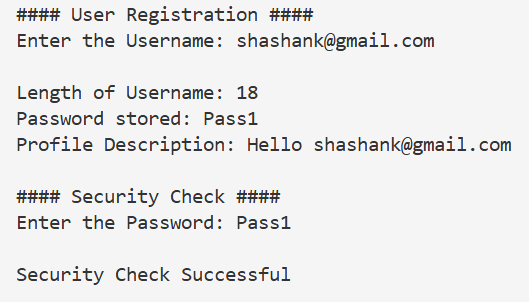 #### User Registration ####
Enter the Username: shashank@gmail.com
Length of Username: 18
Password stored: Pass1
Profile Description: Hello shashank@gmail.com
#### Security Check ####
Enter the Password: Pass1
Security Check Successful